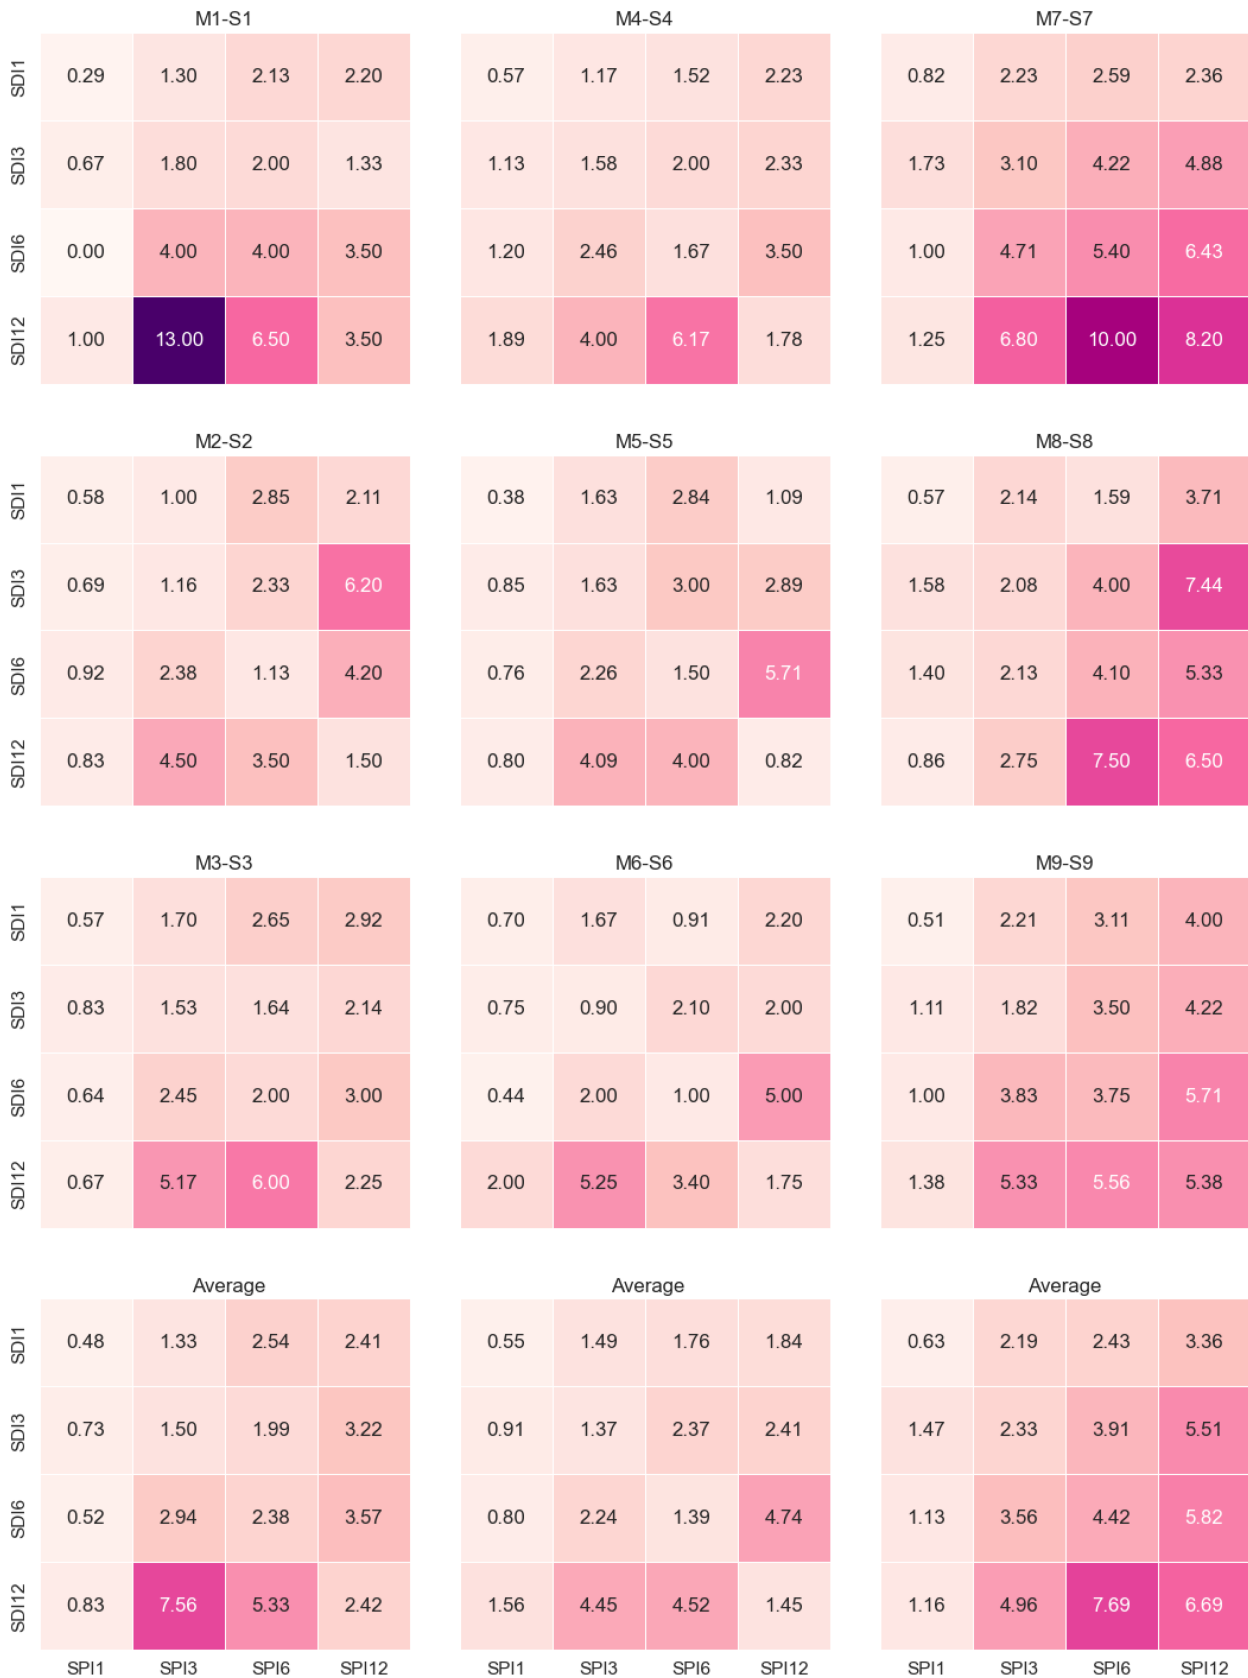 M1-S1 M4-S4 M7-S7
SDI1 0.29 1.30 2.13 2.20 0.57 1.17 1.52 2.23 0.82 2.23 2.59 2.36
SDI3 0.67 1.80 2.00 1.33 1.13 1.58 2.00 2.33 1.73 3.10 4.22 4.88
SDI6 0.00 4.00 4.00 3.50 1.20 2.46 1.67 3.50 1.00 4.71 5.40 6.43
SDI12 1.00 13.00 6.50 3.50 1.89 4.00 6.17 1.78 1.25 6.80 10.00 8.20
M2-S2 M5-S5 M8-S8
SDI1 0.58 1.00 2.85 2.11 0.38 1.63 2.84 1.09 0.57 2.14 1.59 3.71
SDI3 0.69 1.16 2.33 6.20 0.85 1.63 3.00 2.89 1.58 2.08 4.00 7.44
SDI6 0.92 2.38 1.13 4.20 0.76 2.26 1.50 5.71 1.40 2.13 4.10 5.33
SDI12 0.83 4.50 3.50 1.50 0.80 4.09 4.00 0.82 0.86 2.75 7.50 6.50
M3-S3 M6-S6 M9-S9
SDI1 0.57 1.70 2.65 2.92 0.70 1.67 0.91 2.20 0.51 2.21 3.11 4.00
SDI3 0.83 1.53 1.64 2.14 0.75 0.90 2.10 2.00 1.11 1.82 3.50 4.22
SDI6 0.64 2.45 2.00 3.00 0.44 2.00 1.00 5.00 1.00 3.83 3.75 5.71
SDI12 0.67 5.17 6.00 2.25 2.00 5.25 3.40 1.75 1.38 5.33 5.56 5.38
Average Average Average
SDI1 0.48 1.33 2.54 2.41 0.55 1.49 1.76 1.84 0.63 2.19 2.43 3.36
SDI3 0.73 1.50 1.99 3.22 0.91 1.37 2.37 2.41 1.47 2.33 3.91 5.51
SDI6 0.52 2.94 2.38 3.57 0.80 2.24 1.39 4.74 1.13 3.56 4.42 5.82
SDI12 0.83 7.56 5.33 2.42 1.56 4.45 4.52 1.45 1.16 4.96 7.69 6.69
SPI1 SPI3 SPI6 SPI12 SPI1 SPI3 SPI6 SPI12 SPI1 SPI3 SPI6 SPI12